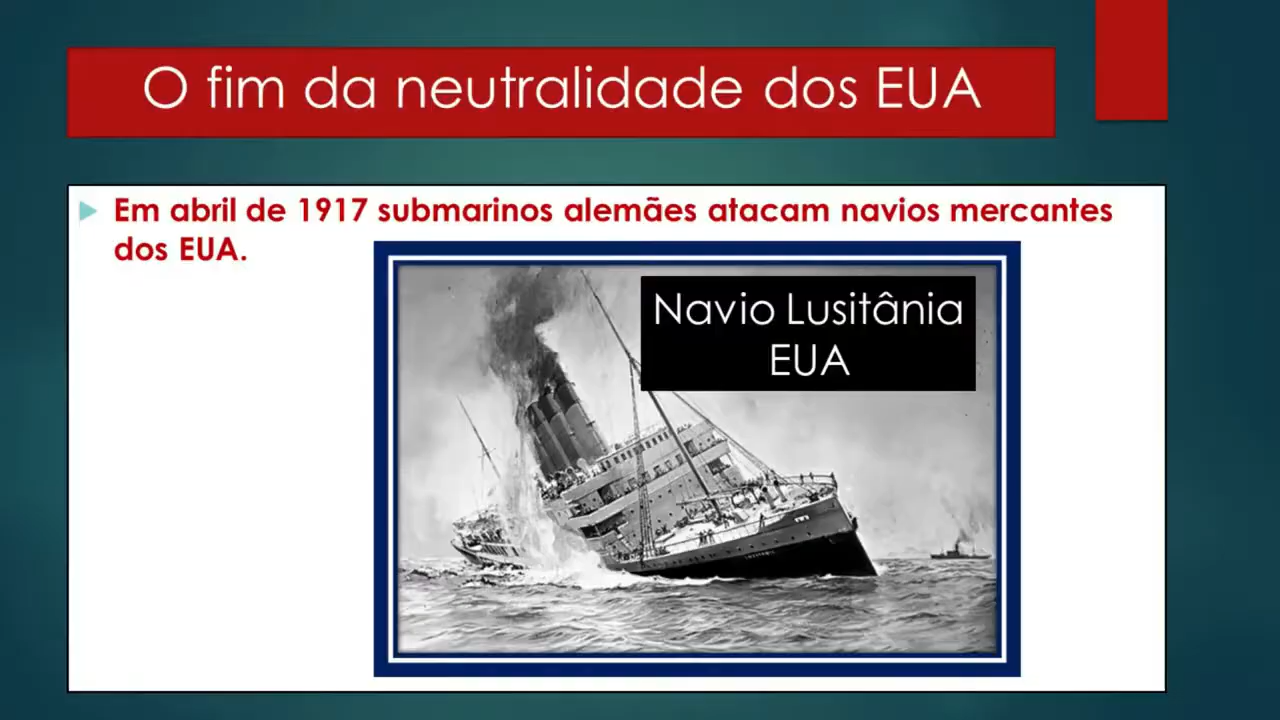 O fim da neutralidade dos EUA
Em abril de 1917 submarinos alemães atacam navios mercantes
dos EUA.
Navio Lusitânia
EUA